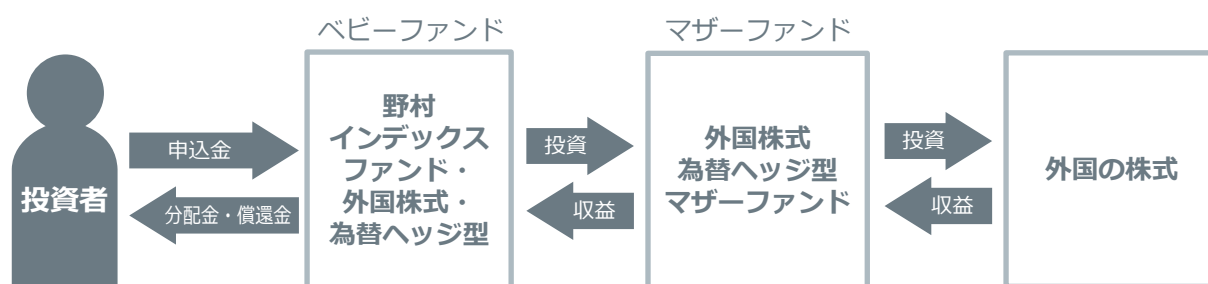 ベビーファンド
マザーファンド
投資者
申込金
分配金・償還金
野村
インデックス
ファンド・
外国株式・
為替ヘッジ型
投資
収益
外国株式
為替ヘッジ型
マザーファンド
投資
収益
外国の株式